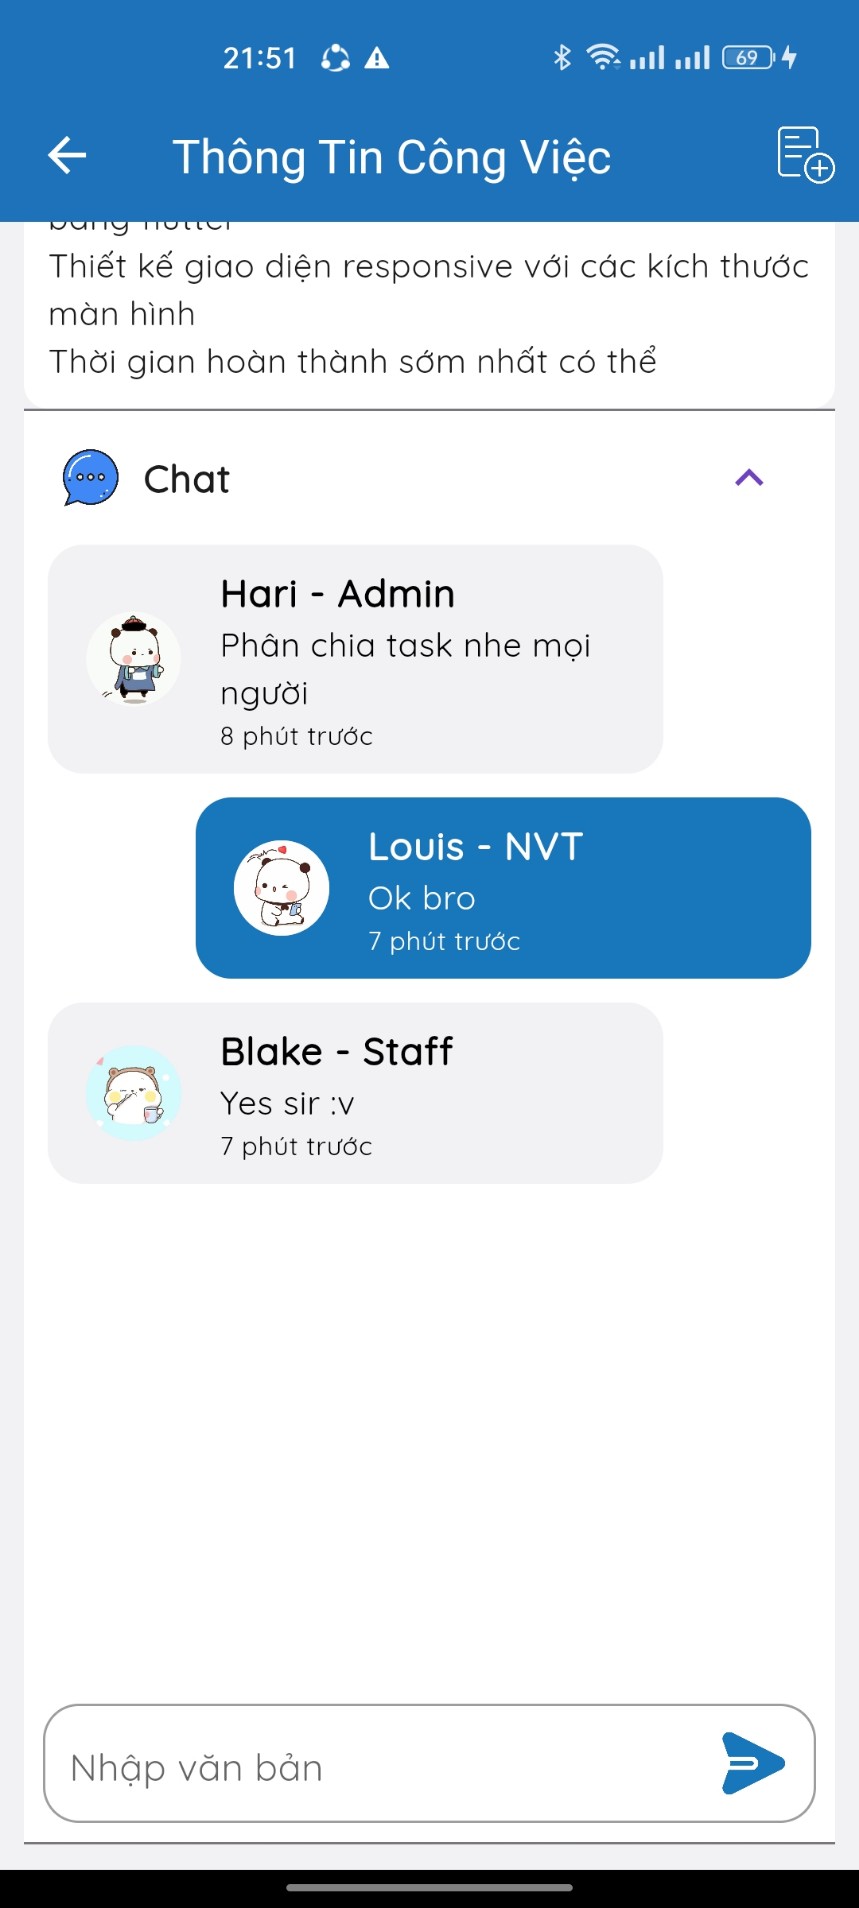 21:51
69
Thông Tin Công Việc
Thiết kế giao diện responsive với các kích thước
màn hình
Thời gian hoàn thành sớm nhất có thể
Chat
Hari - Admin
Phân chia task nhe mọi
người
8 phút trước
Louis - NVT
Ok bro
7 phút trước
Blake - Staff
Yes sir :v
7 phút trước
Nhập văn bản